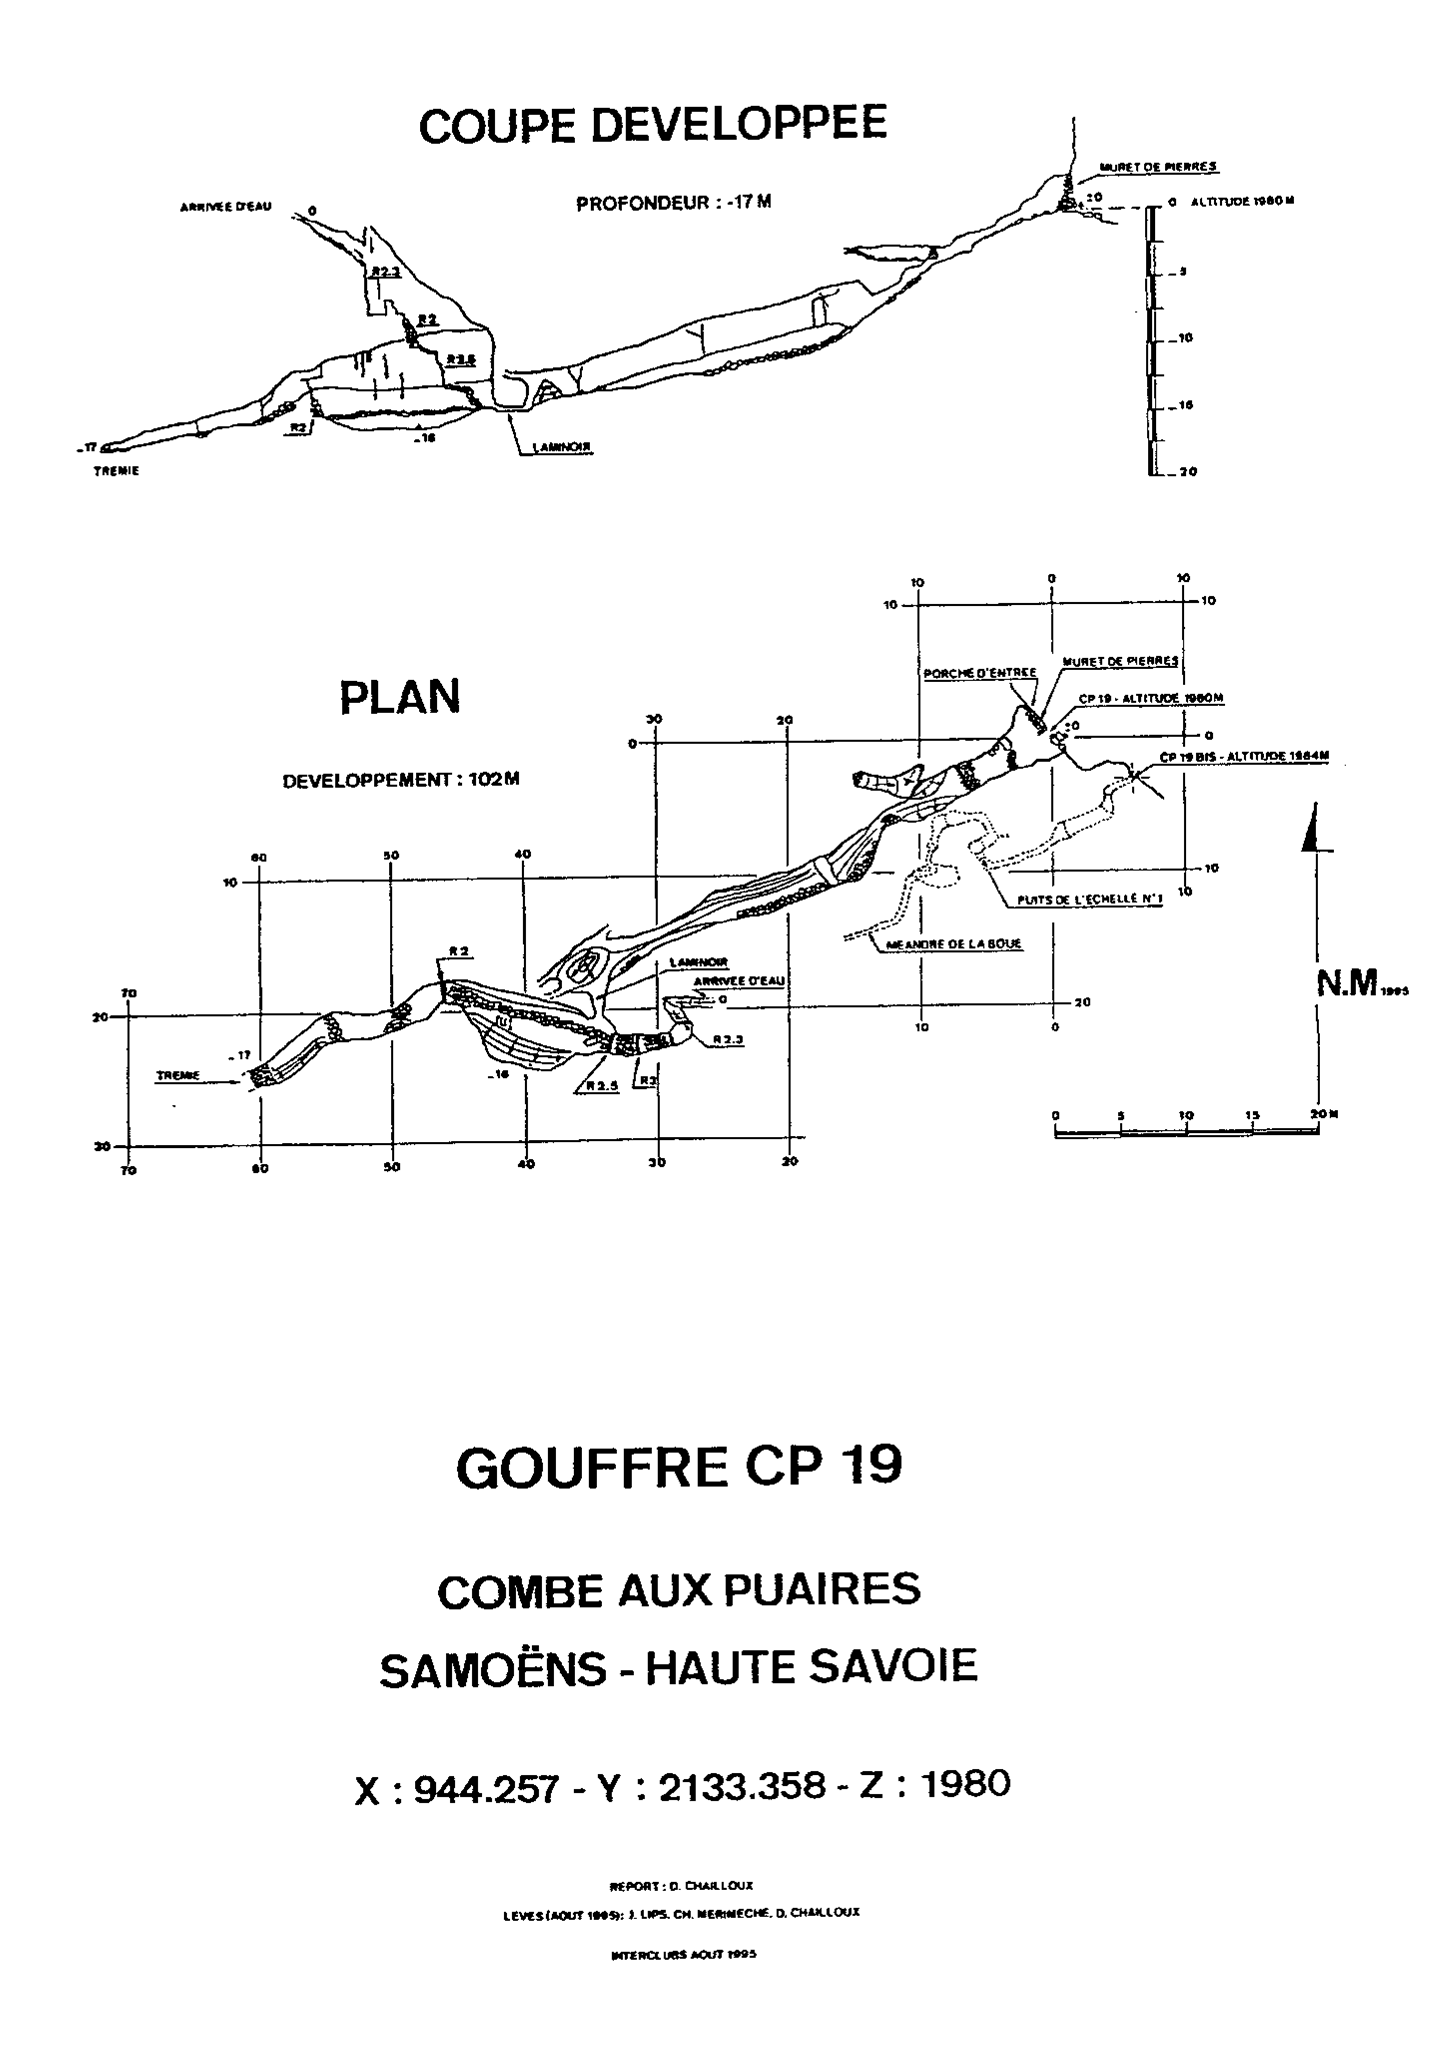 COUPE DEVELOPPEE
PROFONDEUR : -17 M
MURET DE PIERRES
±0
0 ALTITUDE 1980 M
-5
-10
-15
-20
ARRIVEE D'EAU
0
R2.3
R2
R2.5
R2
-16
LAMINOIR
-17
TREMIE
PLAN
DEVELOPPEMENT : 102 M
10 0 10
10 10
PORCHE D'ENTREE
MURET DE PIERRES
CP 19 - ALTITUDE 1980M
±0
30 20
0 0
CP 19 BIS - ALTITUDE 1984M
60 50 40
10 10
10
PUITS DE L'ECHELLE N°1
MEANDRE DE LA BOUE
R 2
LAMINOIR
ARRIVEE D'EAU
0
N.M 1995
70
20 20
10 0
R 2.3
-17
TREMIE
-16
R 2.5
R2
0 5 10 15 20 M
30
70 60 50 40 30 20
GOUFFRE CP 19
COMBE AUX PUAIRES
SAMOËNS - HAUTE SAVOIE
X : 944.257 - Y : 2133.358 - Z : 1980
REPORT : D. CHAILLOUX
LEVES (AOUT 1995) : J. LIPS, CH. MERIMECHE, D. CHAILLOUX
INTERCLUBS AOUT 1995